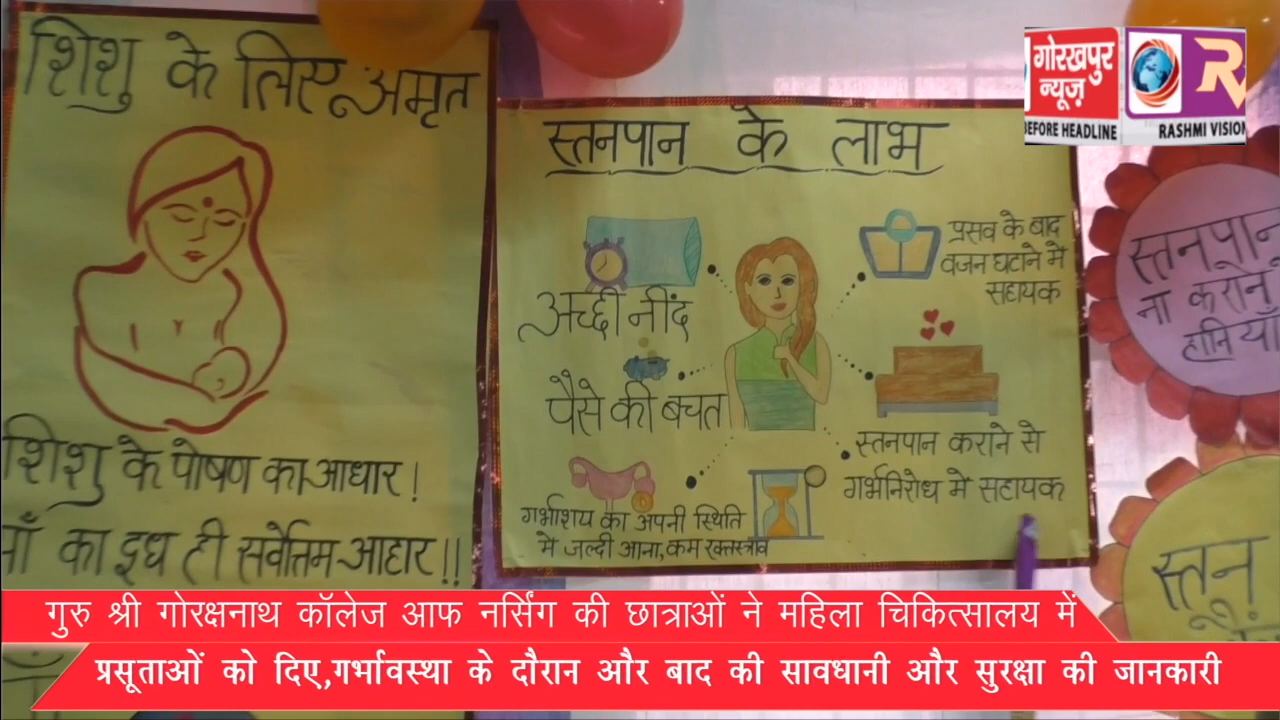 शिशु के लिए अमृत
शिशु के पोषण का आधार!
माँ का दूध ही सर्वोत्तम आहार!!
स्तनपान के लाभ
अच्छी नींद
पैसे की बचत
गर्भाशय का अपनी स्थिति
में जल्दी आना, कम रक्तस्त्राव
प्रसव के बाद
वजन घटाने मे
सहायक
स्तनपान कराने से
गर्भनिरोध मे सहायक
स्तनपान
ना कराने
हानियाँ
स्तन
गोरखपुर
न्यूज़
BEFORE HEADLINE
R
RASHMI VISION
गुरु श्री गोरक्षनाथ कॉलेज आफ नर्सिंग की छात्राओं ने महिला चिकित्सालय में
प्रसूताओं को दिए,गर्भावस्था के दौरान और बाद की सावधानी और सुरक्षा की जानकारी